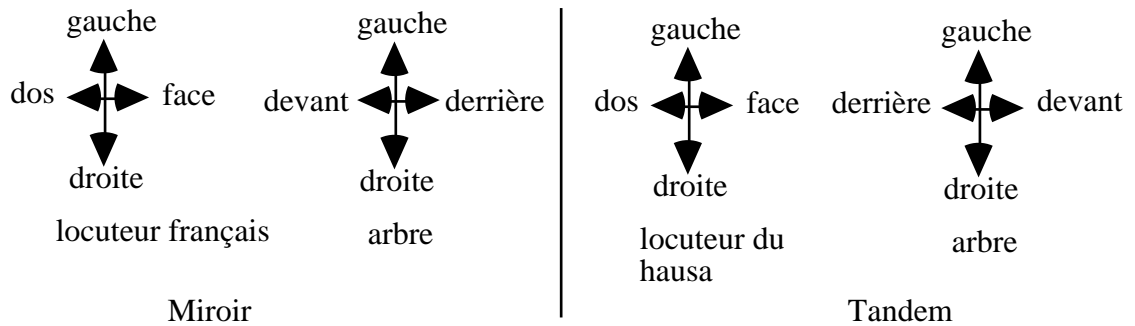 gauche
dos
face
droite
locuteur français
gauche
devant
derrière
droite
arbre
Miroir
gauche
dos
face
droite
locuteur du
hausa
gauche
derrière
devant
droite
arbre
Tandem